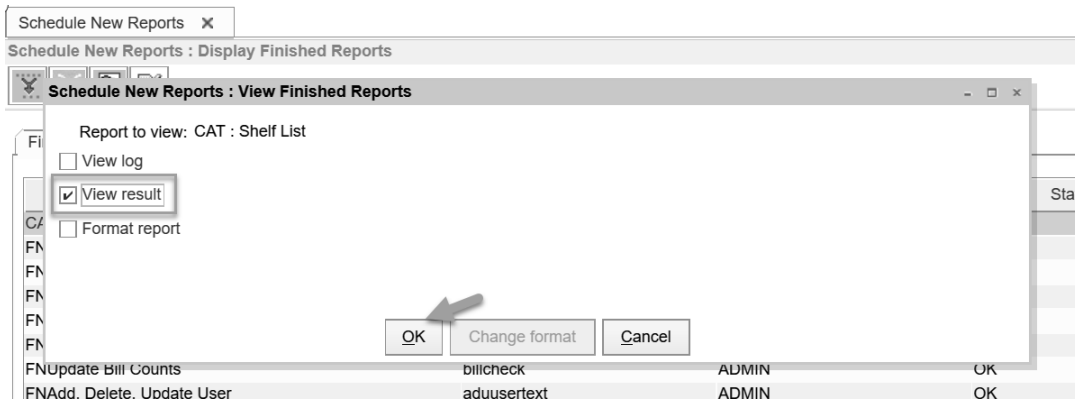 Schedule New Reports
Schedule New Reports : Display Finished Reports
Schedule New Reports : View Finished Reports
Report to view: CAT : Shelf List
View log
View result
Format report
OK Change format Cancel
FNUpdate Bill Counts billcheck ADMIN OK
FNAdd, Delete, Update User aduusertext ADMIN OK